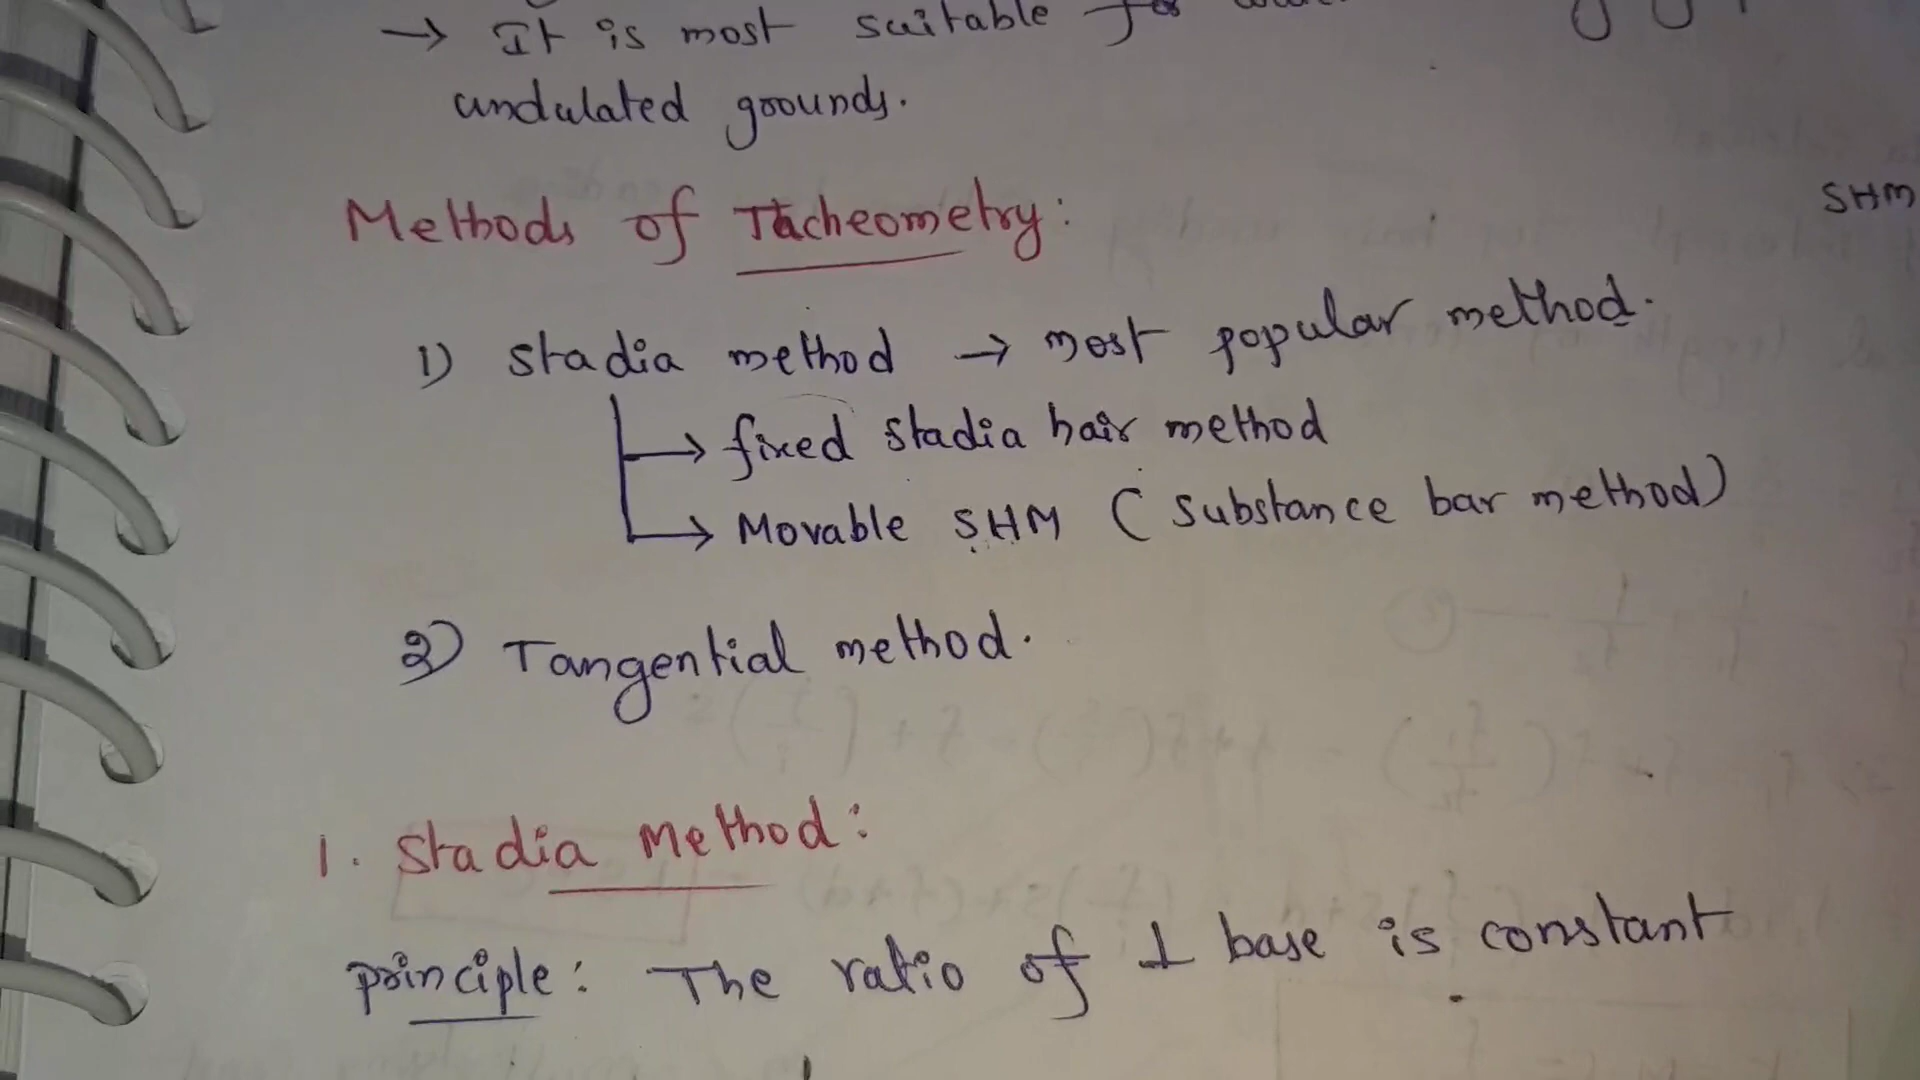 → It is most suitable for
undulated grounds.
Methods of Tacheometry:
SHM
1) Stadia method → most popular method.
→ fixed stadia hair method
→ Movable SHM (substance bar method)
2) Tangential method.
1. Stadia Method:
principle: The ratio of ⊥ base is constant